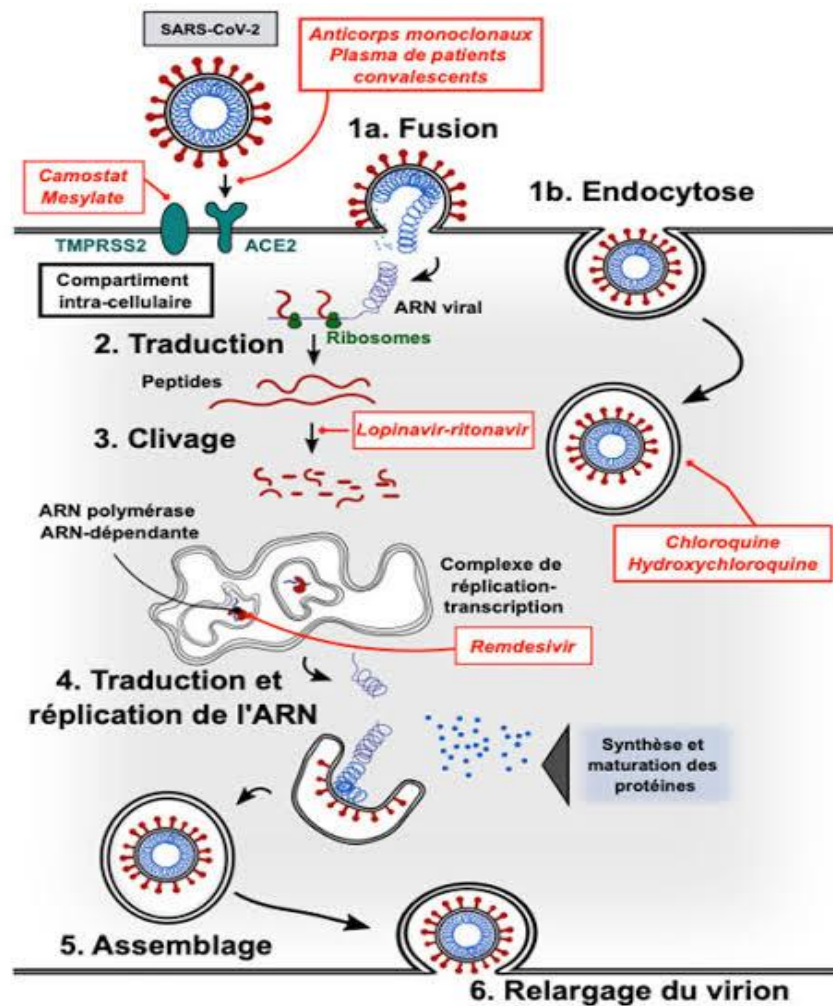 SARS-CoV-2
Anticorps monoclonaux
Plasma de patients
convalescents
1a. Fusion
Camostat
Mesylate
1b. Endocytose
TMPRSS2
ACE2
Compartiment
intra-cellulaire
ARN viral
Ribosomes
2. Traduction
Peptides
3. Clivage
Lopinavir-ritonavir
ARN polymérase
ARN-dépendante
Chloroquine
Hydroxychloroquine
Complexe de
réplication-
transcription
Remdesivir
4. Traduction et
réplication de l'ARN
Synthèse et
maturation des
protéines
5. Assemblage
6. Relargage du virion